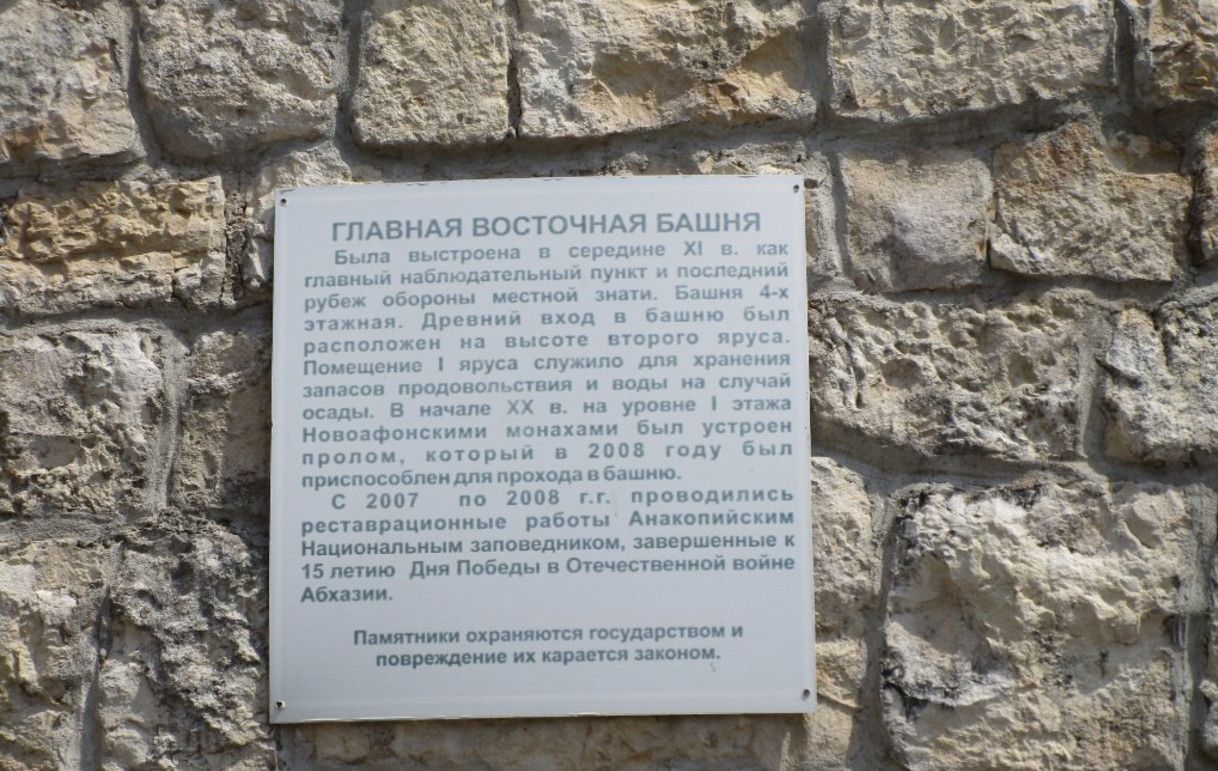 ГЛАВНАЯ ВОСТОЧНАЯ БАШНЯ
Была выстроена в середине XI в. как
главный наблюдательный пункт и последний
рубеж обороны местной знати. Башня 4-х
этажная. Древний вход в башню был
расположен на высоте второго яруса.
Помещение I яруса служило для хранения
запасов продовольствия и воды на случай
осады. В начале XX в. на уровне I этажа
Новоафонскими монахами был устроен
пролом, который в 2008 году был
приспособлен для прохода в башню.
С 2007 по 2008 г.г. проводились
реставрационные работы Анакопийским
Национальным заповедником, завершенные к
15 летию Дня Победы в Отечественной войне
Абхазии.
Памятники охраняются государством и
повреждение их карается законом.